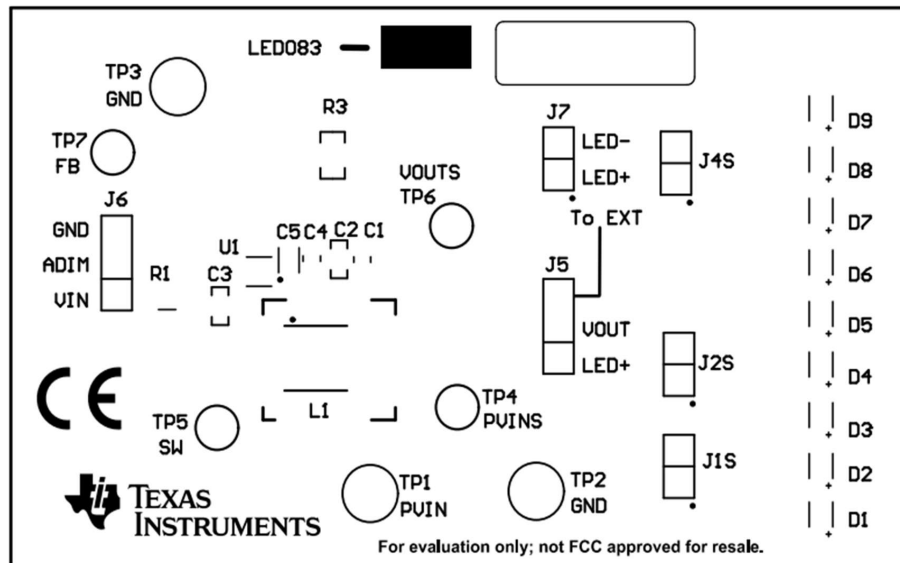 LED083
TP3
GND
TP7
FB
R3
J7
LED-
LED+
J4S
D9
D8
D7
D6
D5
D4
D3
D2
D1
VOUTS
TP6
To EXT
J6
GND
ADIM
VIN
R1
C3
U1
C5
C4
C2
C1
J5
VOUT
LED+
J2S
TP5
SW
L1
TP4
PVINS
J1S
TEXAS
INSTRUMENTS
TP1
PVIN
TP2
GND
For evaluation only; not FCC approved for resale.
CE